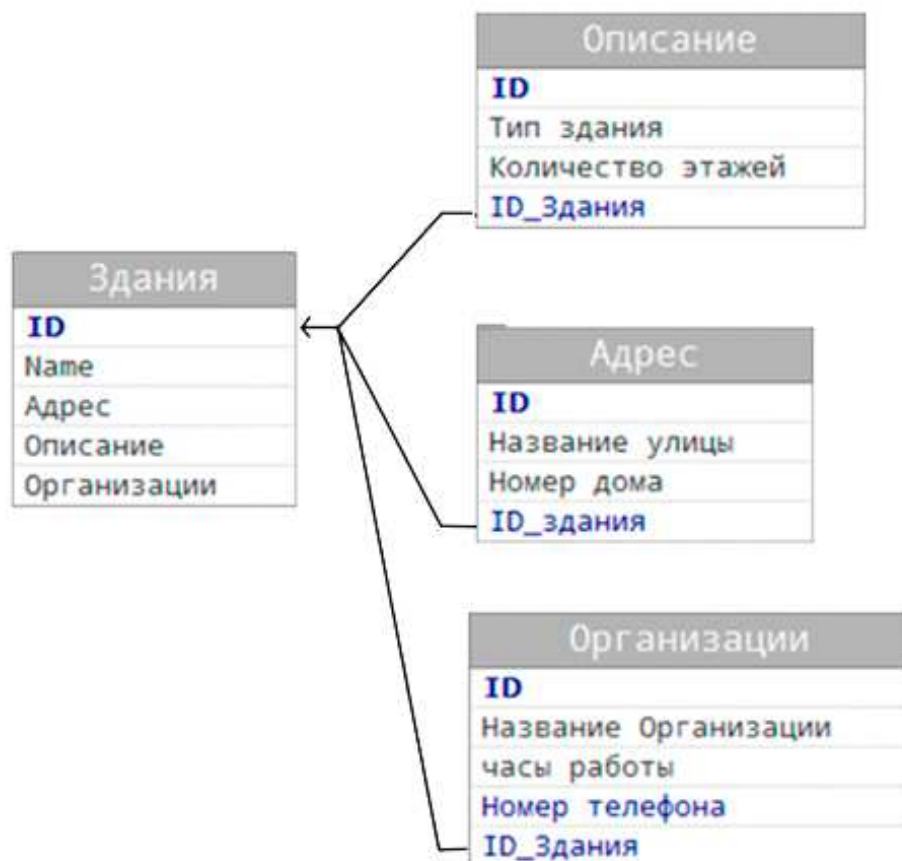 Описание
ID
Тип здания
Количество этажей
ID_Здания
Здания
ID
Name
Адрес
Описание
Организации
Адрес
ID
Название улицы
Номер дома
ID_здания
Организации
ID
Название Организации
часы работы
Номер телефона
ID_Здания